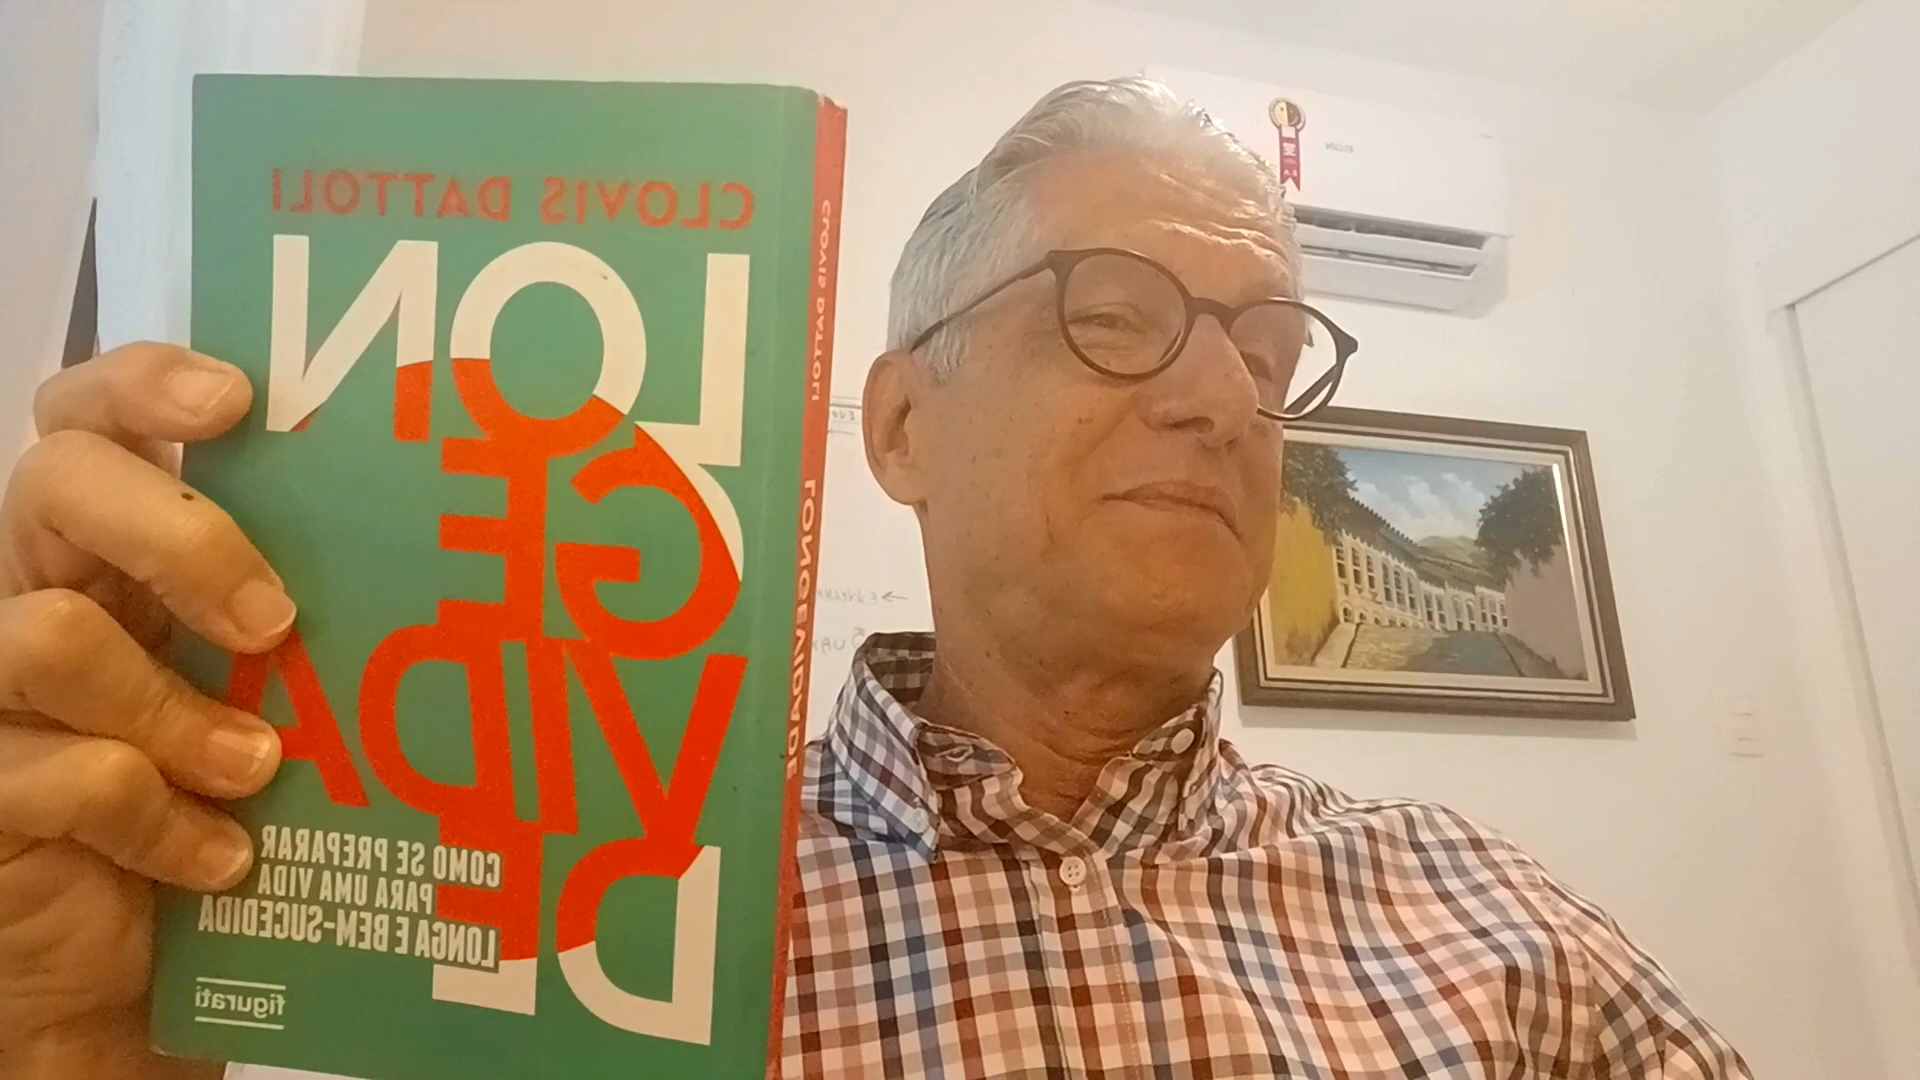 CLOVIS DATTOLI
LON
GE
VIDA
DE
COMO SE PREPARAR
PARA UMA VIDA
LONGA E BEM-SUCEDIDA
figurati
CLOVIS DATTOLI LONGEVIDADE
ELGIN